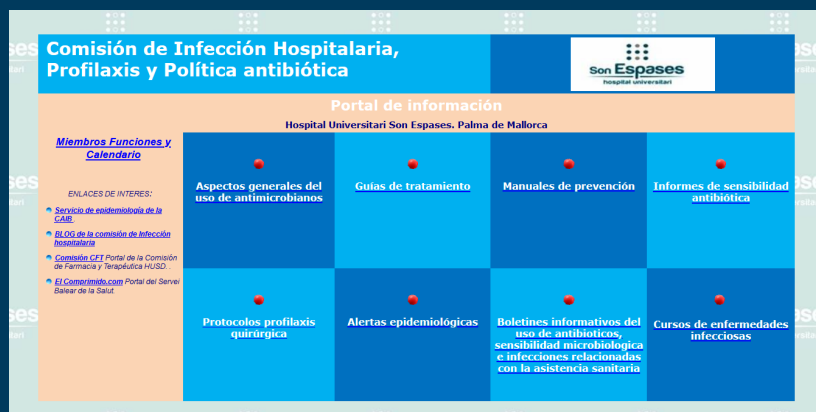 Comisión de Infección Hospitalaria,
Profilaxis y Política antibiótica
Son Espases
hospital universitari
Portal de información
Hospital Universitari Son Espases. Palma de Mallorca
Miembros Funciones y
Calendario
ENLACES DE INTERES:
Servicio de epidemiología de la
CAIB
BLOG de la comisión de Infección
hospitalaria
Comisión CFT Portal de la Comisión
de Farmacia y Terapéutica HUSD. .
El Comprimido.com Portal del Servei
Balear de la Salut
Aspectos generales del
uso de antimicrobianos
Guías de tratamiento
Manuales de prevención
Informes de sensibilidad
antibiótica
Protocolos profilaxis
quirúrgica
Alertas epidemiológicas
Boletines informativos del
uso de antibioticos,
sensibilidad microbiologica
e infecciones relacionadas
con la asistencia sanitaria
Cursos de enfermedades
infecciosas